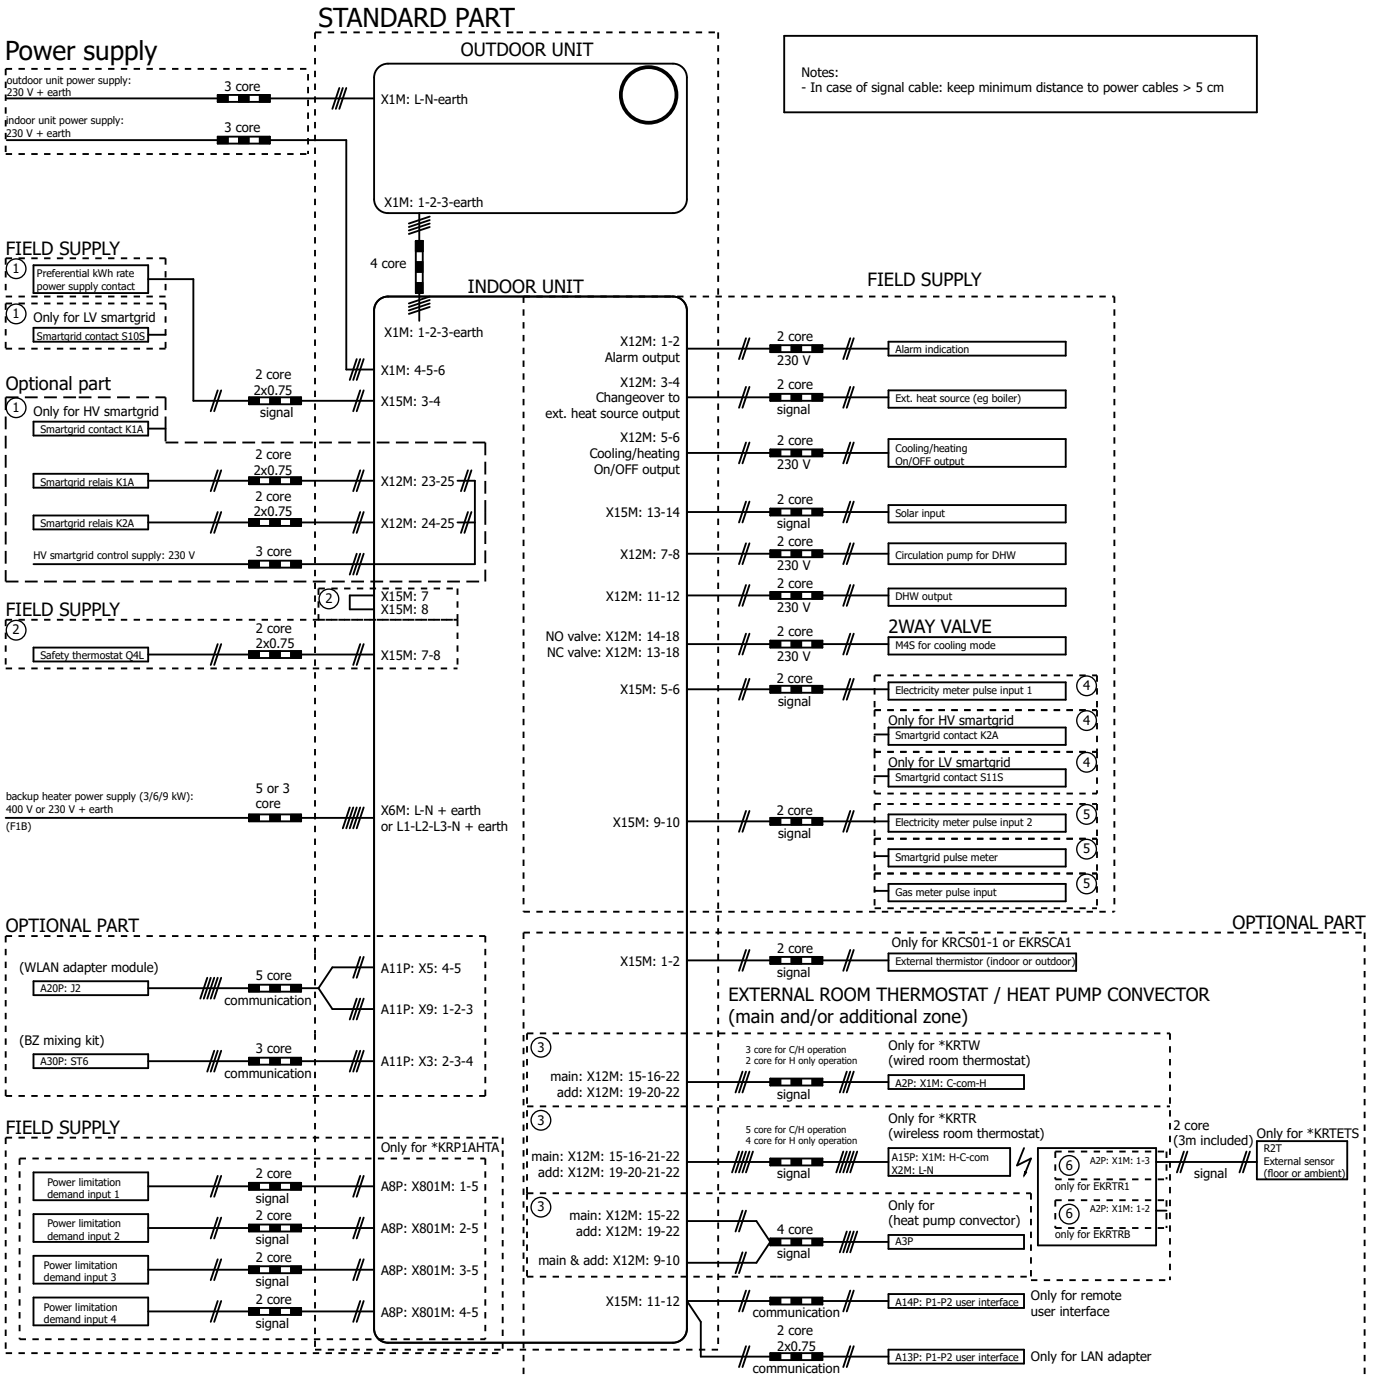 STANDARD PART
Power supply
OUTDOOR UNIT
outdoor unit power supply:
230 V + earth
3 core
X1M: L-N-earth
indoor unit power supply:
230 V + earth
3 core
X1M: 1-2-3-earth
Notes:
- In case of signal cable: keep minimum distance to power cables > 5 cm
4 core
FIELD SUPPLY
1
Preferential kWh rate
power supply contact
1
Only for LV smartgrid
Smartgrid contact S10S
INDOOR UNIT
X1M: 1-2-3-earth
X1M: 4-5-6
2 core
2x0.75
signal
X15M: 3-4
Optional part
1
Only for HV smartgrid
Smartgrid contact K1A
Smartgrid relais K1A
2 core
2x0.75
X12M: 23-25
Smartgrid relais K2A
2 core
2x0.75
X12M: 24-25
HV smartgrid control supply: 230 V
3 core
2
X15M: 7
X15M: 8
FIELD SUPPLY
2
Safety thermostat Q4L
2 core
2x0.75
X15M: 7-8
backup heater power supply (3/6/9 kW):
400 V or 230 V + earth
(F1B)
5 or 3
core
X6M: L-N + earth
or L1-L2-L3-N + earth
OPTIONAL PART
(WLAN adapter module)
A20P: J2
5 core
communication
A11P: X5: 4-5
A11P: X9: 1-2-3
(BZ mixing kit)
A30P: ST6
3 core
communication
A11P: X3: 2-3-4
FIELD SUPPLY
Only for *KRP1AHTA
Power limitation
demand input 1
2 core
signal
A8P: X801M: 1-5
Power limitation
demand input 2
2 core
signal
A8P: X801M: 2-5
Power limitation
demand input 3
2 core
signal
A8P: X801M: 3-5
Power limitation
demand input 4
2 core
signal
A8P: X801M: 4-5
FIELD SUPPLY
X12M: 1-2
Alarm output
2 core
230 V
Alarm indication
X12M: 3-4
Changeover to
ext. heat source output
2 core
signal
Ext. heat source (eg boiler)
X12M: 5-6
Cooling/heating
On/OFF output
2 core
230 V
Cooling/heating
On/OFF output
X15M: 13-14
2 core
signal
Solar input
X12M: 7-8
2 core
230 V
Circulation pump for DHW
X12M: 11-12
2 core
230 V
DHW output
NO valve: X12M: 14-18
NC valve: X12M: 13-18
2 core
230 V
2WAY VALVE
M4S for cooling mode
X15M: 5-6
2 core
signal
Electricity meter pulse input 1
4
Only for HV smartgrid
Smartgrid contact K2A
4
Only for LV smartgrid
Smartgrid contact S11S
4
X15M: 9-10
2 core
signal
Electricity meter pulse input 2
5
Smartgrid pulse meter
5
Gas meter pulse input
5
OPTIONAL PART
X15M: 1-2
2 core
signal
Only for KRCS01-1 or EKRSCA1
External thermistor (indoor or outdoor)
EXTERNAL ROOM THERMOSTAT / HEAT PUMP CONVECTOR
(main and/or additional zone)
3
main: X12M: 15-16-22
add: X12M: 19-20-22
3 core for C/H operation
2 core for H only operation
signal
Only for *KRTW
(wired room thermostat)
A2P: X1M: C-com-H
3
main: X12M: 15-16-21-22
add: X12M: 19-20-21-22
5 core for C/H operation
4 core for H only operation
signal
Only for *KRTR
(wireless room thermostat)
A15P: X1M: H-C-com
X2M: L-N
6
A2P: X1M: 1-3
only for EKRTR1
6
A2P: X1M: 1-2
only for EKRTRB
2 core
(3m included)
signal
Only for *KRTETS
R2T
External sensor
(floor or ambient)
3
main: X12M: 15-22
add: X12M: 19-22
main & add: X12M: 9-10
4 core
signal
Only for
(heat pump convector)
A3P
X15M: 11-12
communication
A14P: P1-P2 user interface
Only for remote
user interface
2 core
2x0.75
communication
A13P: P1-P2 user interface
Only for LAN adapter